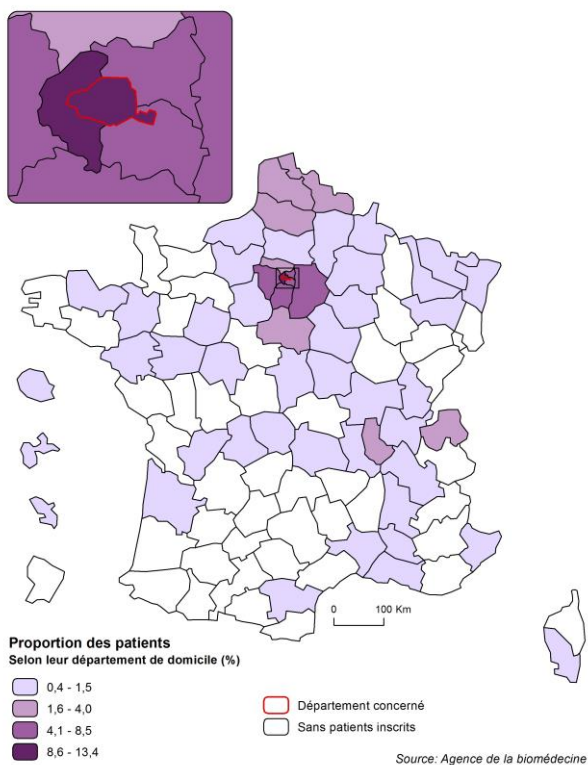 0 100 Km
Proportion des patients
Selon leur département de domicile (%)
0,4 - 1,5
1,6 - 4,0
4,1 - 8,5
8,6 - 13,4
Département concerné
Sans patients inscrits
Source: Agence de la biomédecine